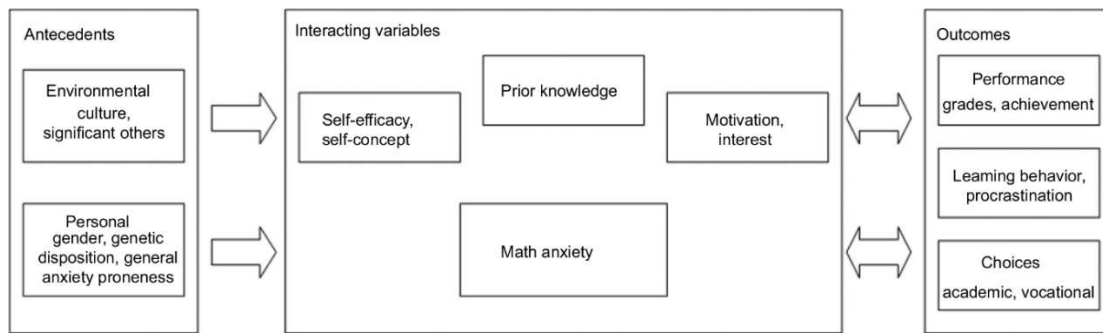 Antecedents
Environmental
culture,
significant others
Personal
gender, genetic
disposition, general
anxiety proneness
Interacting variables
Prior knowledge
Self-efficacy,
self-concept
Motivation,
interest
Math anxiety
Outcomes
Performance
grades, achievement
Learning behavior,
procrastination
Choices
academic, vocational